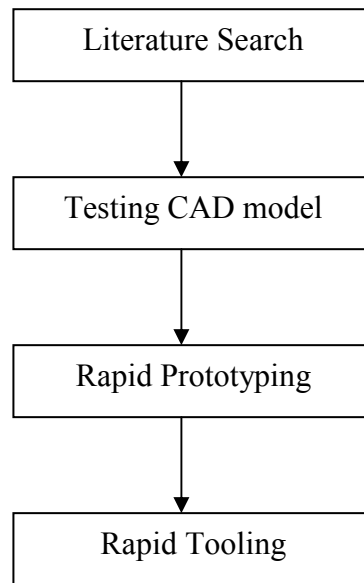 Literature Search
Testing CAD model
Rapid Prototyping
Rapid Tooling